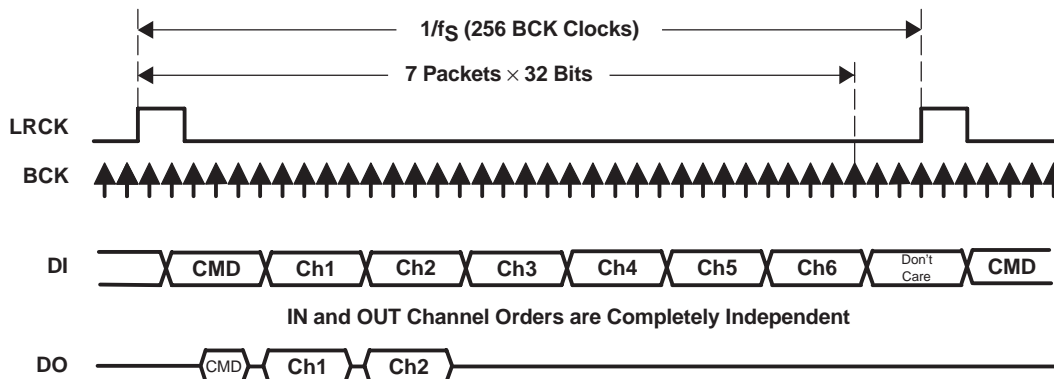 1/fS (256 BCK Clocks)
7 Packets × 32 Bits
LRCK
BCK
DI CMD Ch1 Ch2 Ch3 Ch4 Ch5 Ch6 Don't Care CMD
IN and OUT Channel Orders are Completely Independent
DO CMD Ch1 Ch2